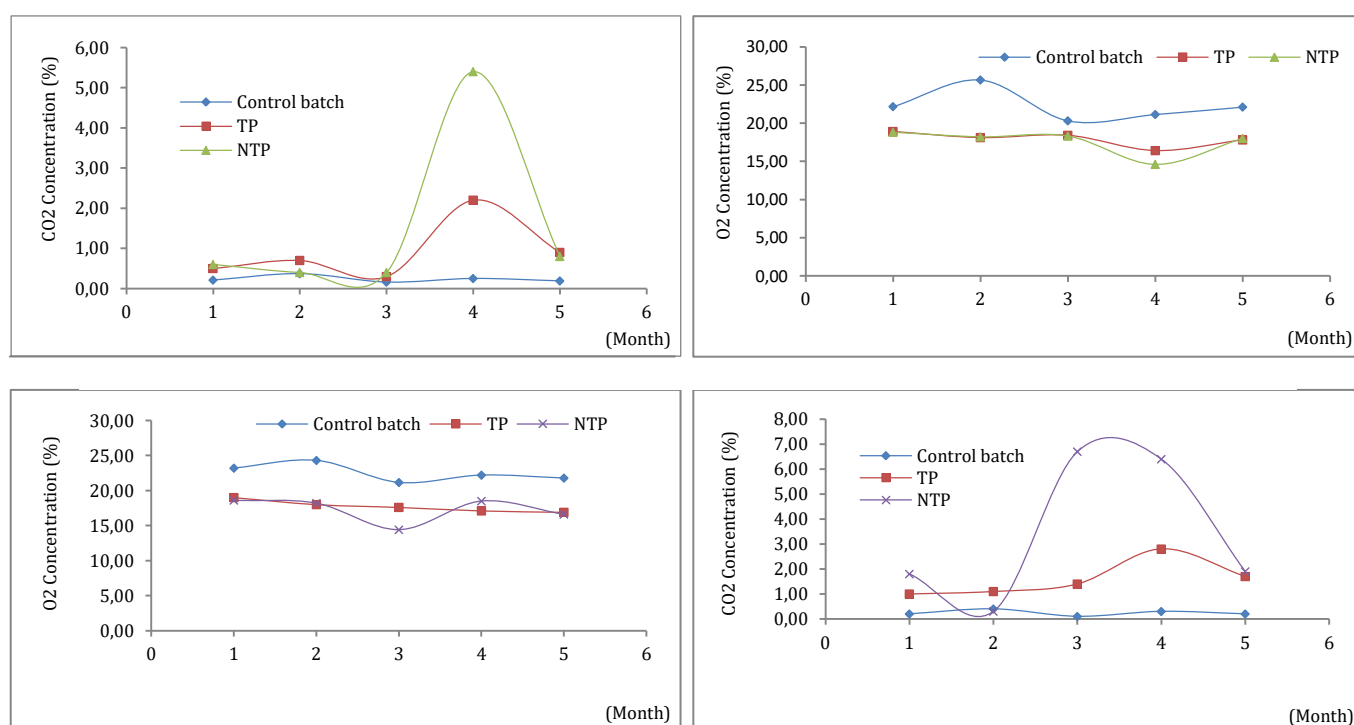 CO2 Concentration (%)
6,00
5,00
4,00
3,00
2,00
1,00
0,00
Control batch
TP
NTP
0 1 2 3 4 5 6
(Month)
O2 Concentration (%)
30,00
25,00
20,00
15,00
10,00
5,00
0,00
Control batch TP NTP
0 1 2 3 4 5 6
(Month)
O2 Concentration (%)
30,00
25,00
20,00
15,00
10,00
5,00
0,00
Control batch TP NTP
0 1 2 3 4 5 6
(Month)
CO2 Concentration (%)
8,00
7,00
6,00
5,00
4,00
3,00
2,00
1,00
0,00
Control batch
TP
NTP
0 1 2 3 4 5 6
(Month)